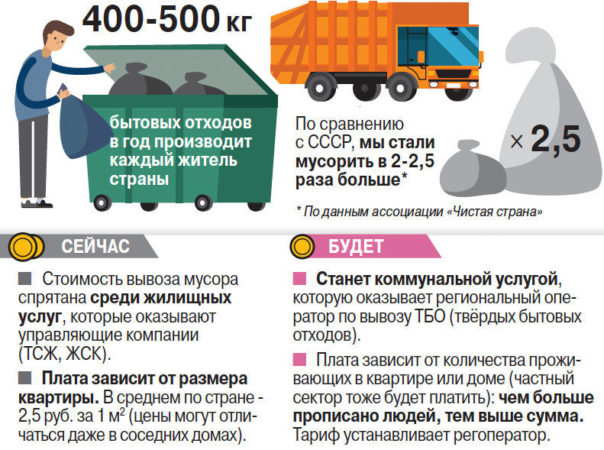 400-500 кг
бытовых отходов
в год производит
каждый житель
страны
По сравнению
с СССР, мы стали
мусорить в 2-2,5
раза больше*
× 2,5
* По данным ассоциации «Чистая страна»
СЕЙЧАС
■ Стоимость вывоза мусора
спрятана среди жилищных
услуг, которые оказывают
управляющие компании
(ТСЖ, ЖСК).
■ Плата зависит от размера
квартиры. В среднем по стране -
2,5 руб. за 1 м² (цены могут отли-
чаться даже в соседних домах).
БУДЕТ
■ Станет коммунальной услугой,
которую оказывает региональный опе-
ратор по вывозу ТБО (твёрдых бытовых
отходов).
■ Плата зависит от количества прожи-
вающих в квартире или доме (частный
сектор тоже будет платить): чем больше
прописано людей, тем выше сумма.
Тариф устанавливает регоператор.